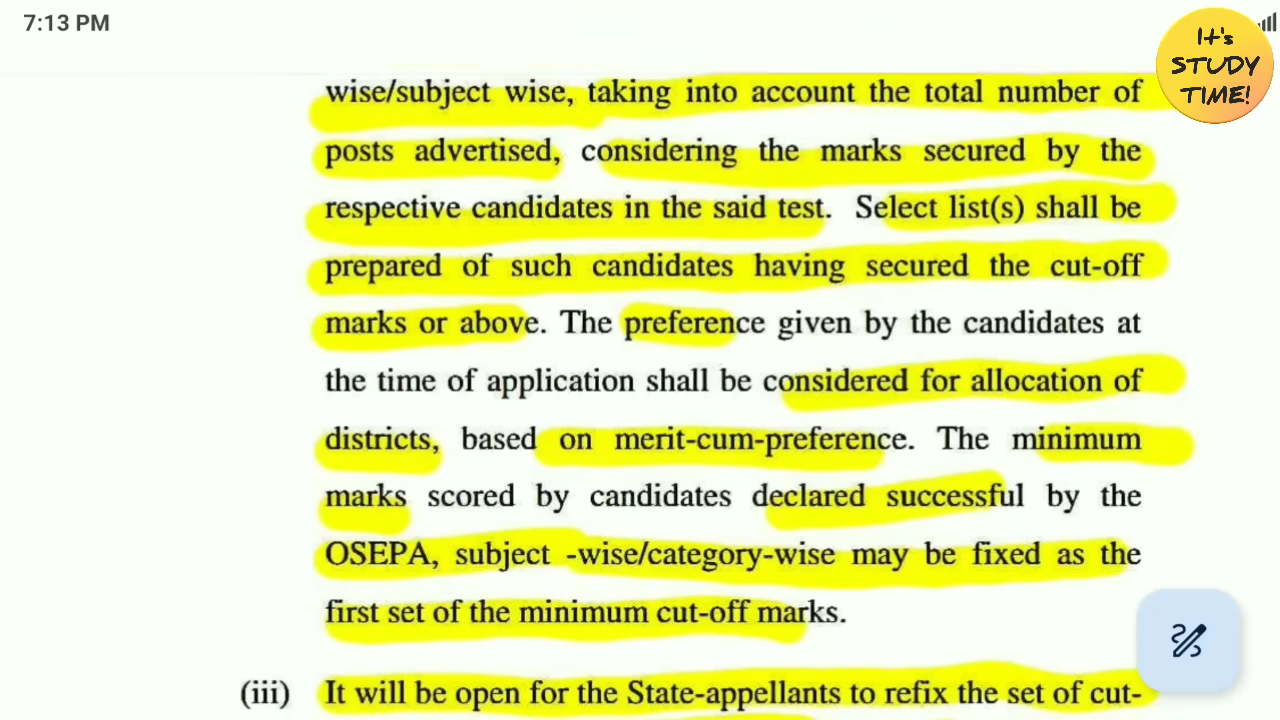 7:13 PM
It's
STUDY
TIME!
wise/subject wise, taking into account the total number of
posts advertised, considering the marks secured by the
respective candidates in the said test. Select list(s) shall be
prepared of such candidates having secured the cut-off
marks or above. The preference given by the candidates at
the time of application shall be considered for allocation of
districts, based on merit-cum-preference. The minimum
marks scored by candidates declared successful by the
OSEPA, subject -wise/category-wise may be fixed as the
first set of the minimum cut-off marks.
(iii) It will be open for the State-appellants to refix the set of cut-